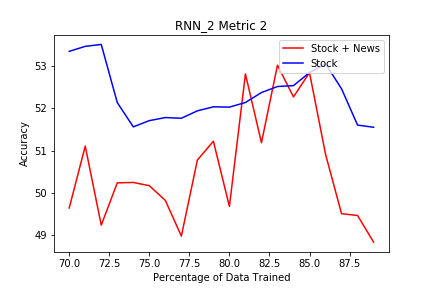 RNN_2 Metric 2
Stock + News
Stock
Accuracy
53
52
51
50
49
70.0 72.5 75.0 77.5 80.0 82.5 85.0 87.5
Percentage of Data Trained